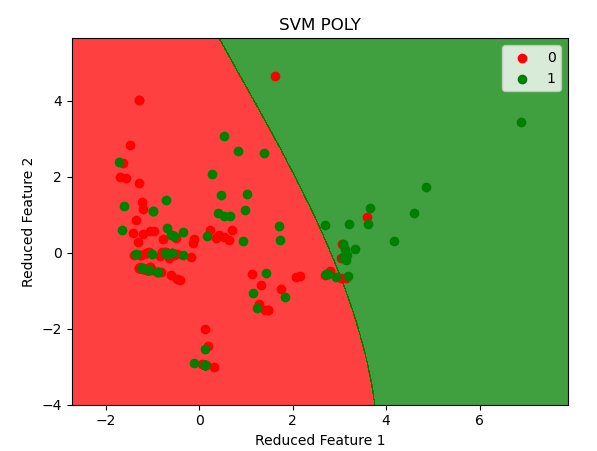 SVM POLY
0
1
4
2
0
−2
−4
Reduced Feature 2
−2 0 2 4 6
Reduced Feature 1